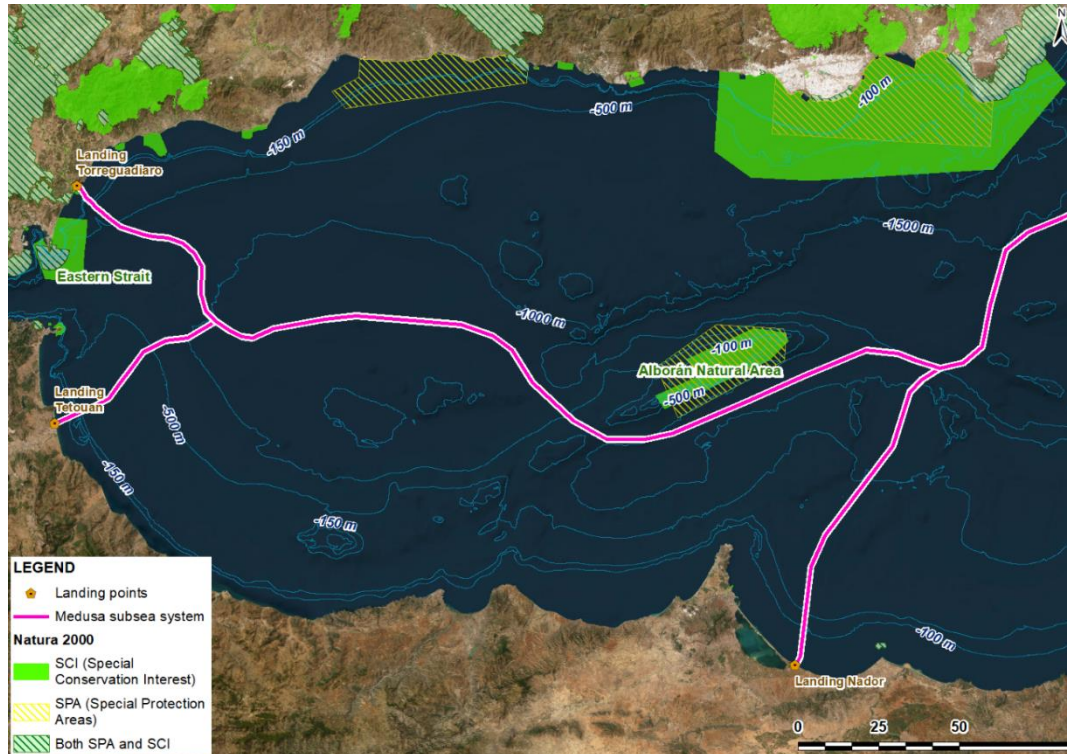 N
-100 m
-500 m
-150 m
Landing
Torreguadiaro
-1500 m
Eastern Strait
-1000 m
-100 m
Alborán Natural Area
-500 m
Landing
Tetouan
-500 m
-150 m
-150 m
-100 m
Landing Nador
LEGEND
Landing points
Medusa subsea system
Natura 2000
SCI (Special
Conservation Interest)
SPA (Special Protection
Areas)
Both SPA and SCI
0 25 50